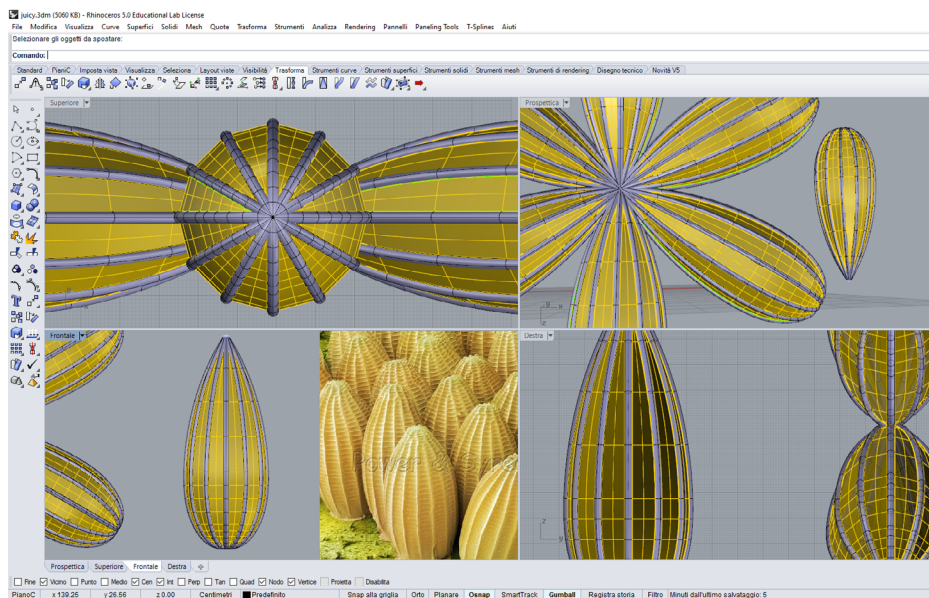 juicy.3dm (5060 KB) - Rhinoceros 5.0 Educational Lab License
File Modifica Visualizza Curve Superfici Solidi Mesh Quote Trasforma Strumenti Analizza Rendering Pannelli Paneling Tools T-Splines Aiuti
Selezionare gli oggetti da spostare:
Comando:
Standard PianiC Imposta vista Visualizza Seleziona Layout viste Visibilità Trasforma Strumenti curve Strumenti superfici Strumenti solidi Strumenti mesh Strumenti di rendering Disegno tecnico Novità V5
Superiore
Prospettica
Frontale
Destra
z
y
Prospettica Superiore Frontale Destra
Fine Vicino Punto Medio Cen Int Perp Tan Quad Nodo Vertice Proietta Disabilita
PianoC x 139.25 y 26.56 z 0.00 Centimetri Predefinito Snap alla griglia Orto Planare Osnap SmartTrack Gumball Registra storia Filtro Minuti dall'ultimo salvataggio: 5